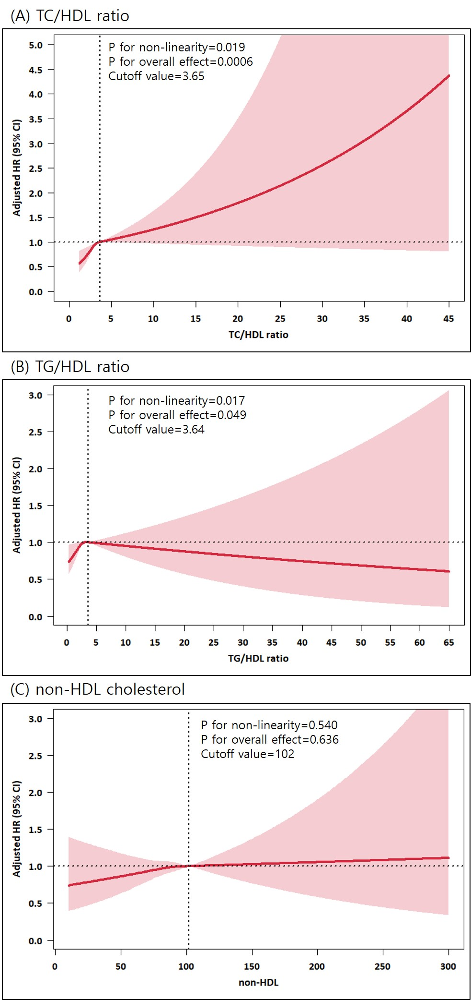 (A) TC/HDL ratio
P for non-linearity=0.019
P for overall effect=0.0006
Cutoff value=3.65
Adjusted HR (95% CI)
5.0
4.5
4.0
3.5
3.0
2.5
2.0
1.5
1.0
0.5
0.0
0 5 10 15 20 25 30 35 40 45
TC/HDL ratio
(B) TG/HDL ratio
P for non-linearity=0.017
P for overall effect=0.049
Cutoff value=3.64
Adjusted HR (95% CI)
3.0
2.5
2.0
1.5
1.0
0.5
0.0
0 5 10 15 20 25 30 35 40 45 50 55 60 65
TG/HDL ratio
(C) non-HDL cholesterol
P for non-linearity=0.540
P for overall effect=0.636
Cutoff value=102
Adjusted HR (95% CI)
3.0
2.5
2.0
1.5
1.0
0.5
0.0
0 50 100 150 200 250 300
non-HDL